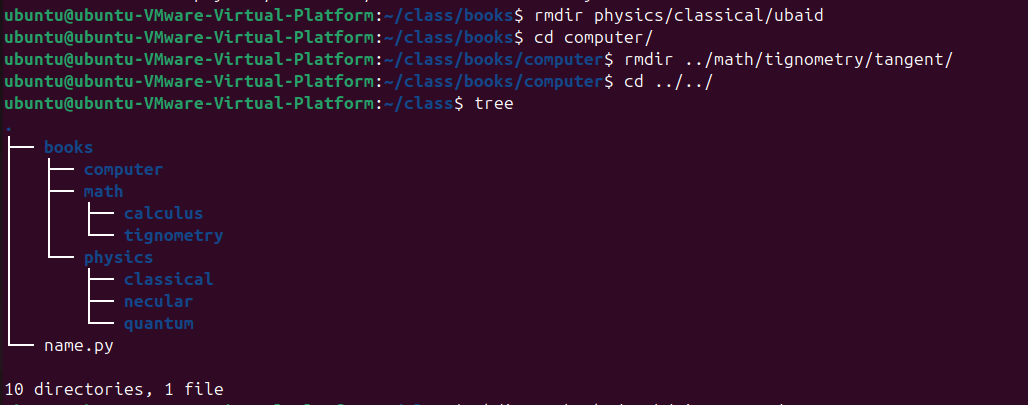 ubuntu@ubuntu-VMware-Virtual-Platform:~/class/books$ rmdir physics/classical/ubaid
ubuntu@ubuntu-VMware-Virtual-Platform:~/class/books$ cd computer/
ubuntu@ubuntu-VMware-Virtual-Platform:~/class/books/computer$ rmdir ../math/tignometry/tangent/
ubuntu@ubuntu-VMware-Virtual-Platform:~/class/books/computer$ cd ../../
ubuntu@ubuntu-VMware-Virtual-Platform:~/class$ tree
.
├── books
│   ├── computer
│   ├── math
│   │   ├── calculus
│   │   └── tignometry
│   └── physics
│       ├── classical
│       ├── necular
│       └── quantum
└── name.py
10 directories, 1 file